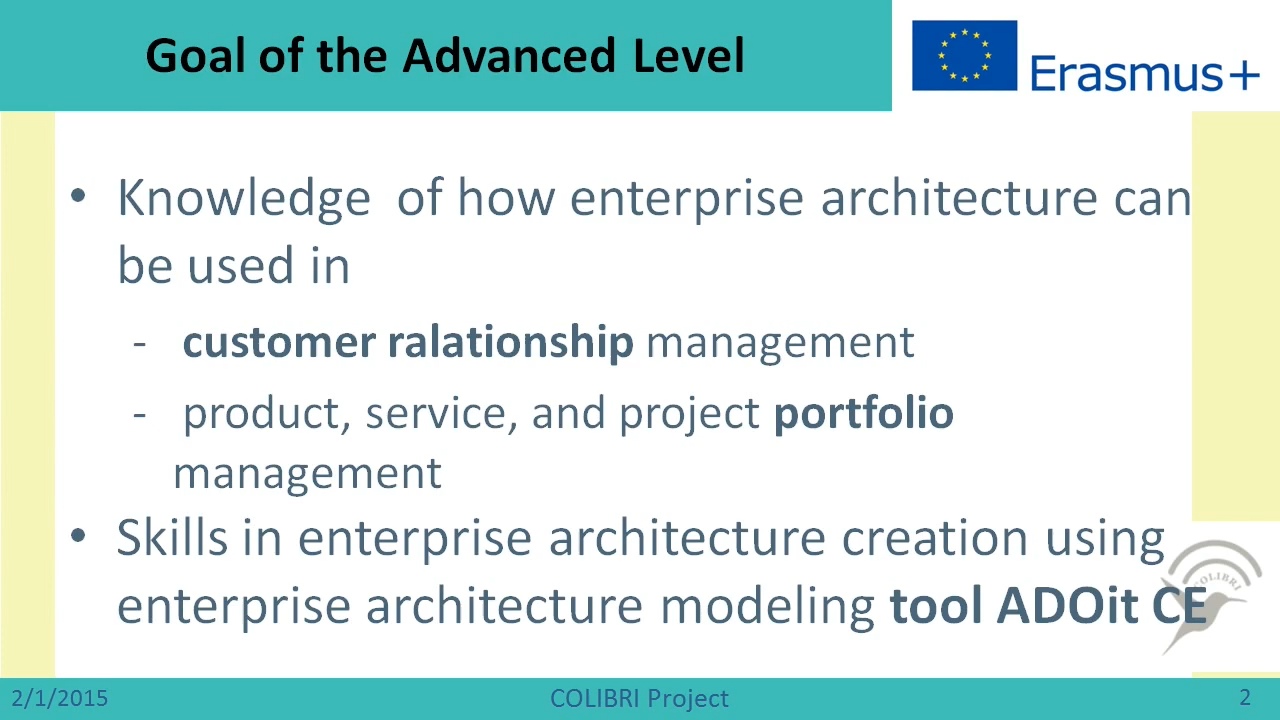 Goal of the Advanced Level
Erasmus+
• Knowledge of how enterprise architecture can
be used in
- customer ralationship management
- product, service, and project portfolio
management
• Skills in enterprise architecture creation using
enterprise architecture modeling tool ADOit CE
COLIBRI
2/1/2015
COLIBRI Project
2